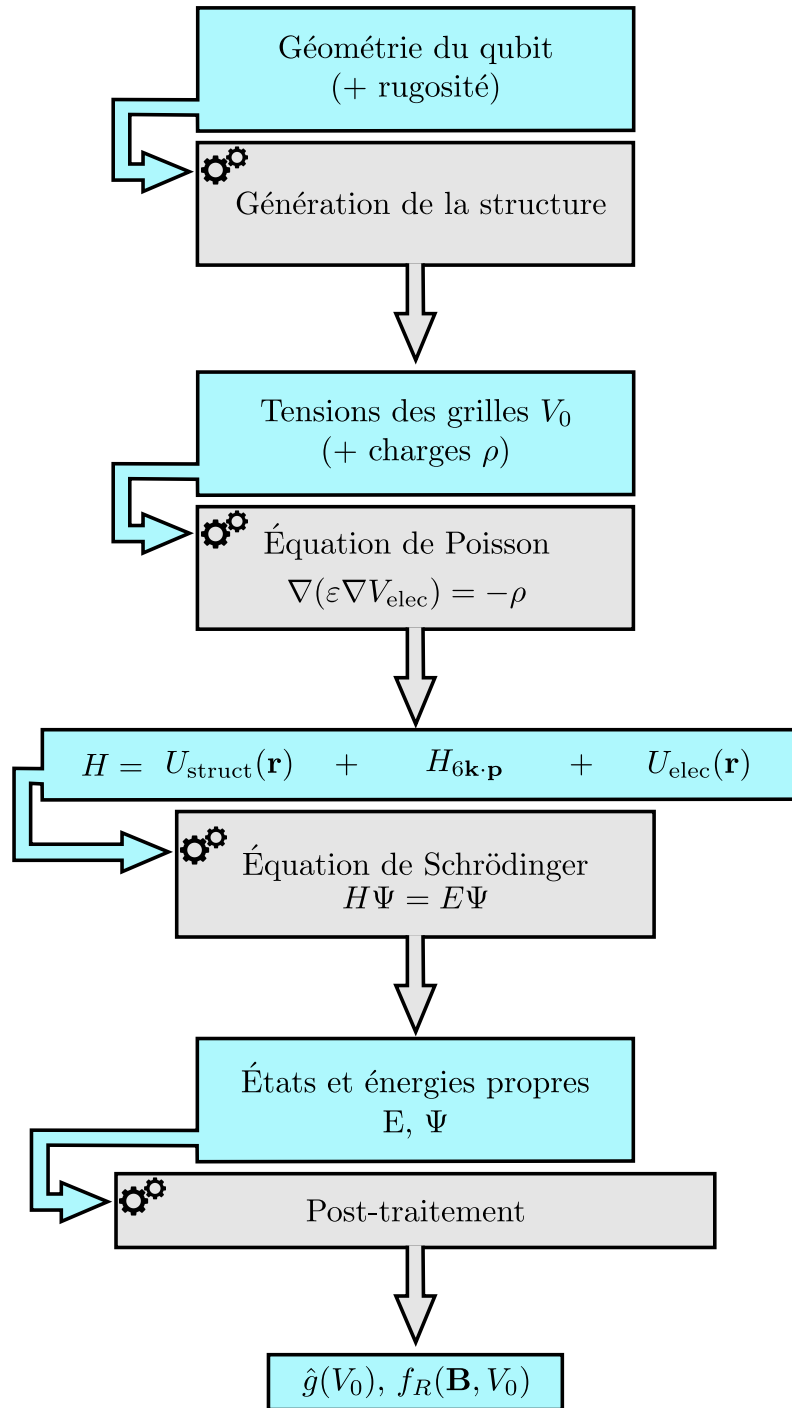 Géométrie du qubit
(+ rugosité)
Génération de la structure
Tensions des grilles V₀
(+ charges ρ)
Équation de Poisson
∇(ε∇V_elec) = −ρ
H = U_struct(𝐫) + H_6𝐤·𝐩 + U_elec(𝐫)
Équation de Schrödinger
HΨ = EΨ
États et énergies propres
E, Ψ
Post-traitement
ĝ(V₀), f_R(𝐁, V₀)